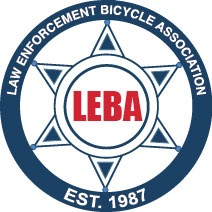 LAW ENFORCEMENT BICYCLE ASSOCIATION
LEBA
EST. 1987